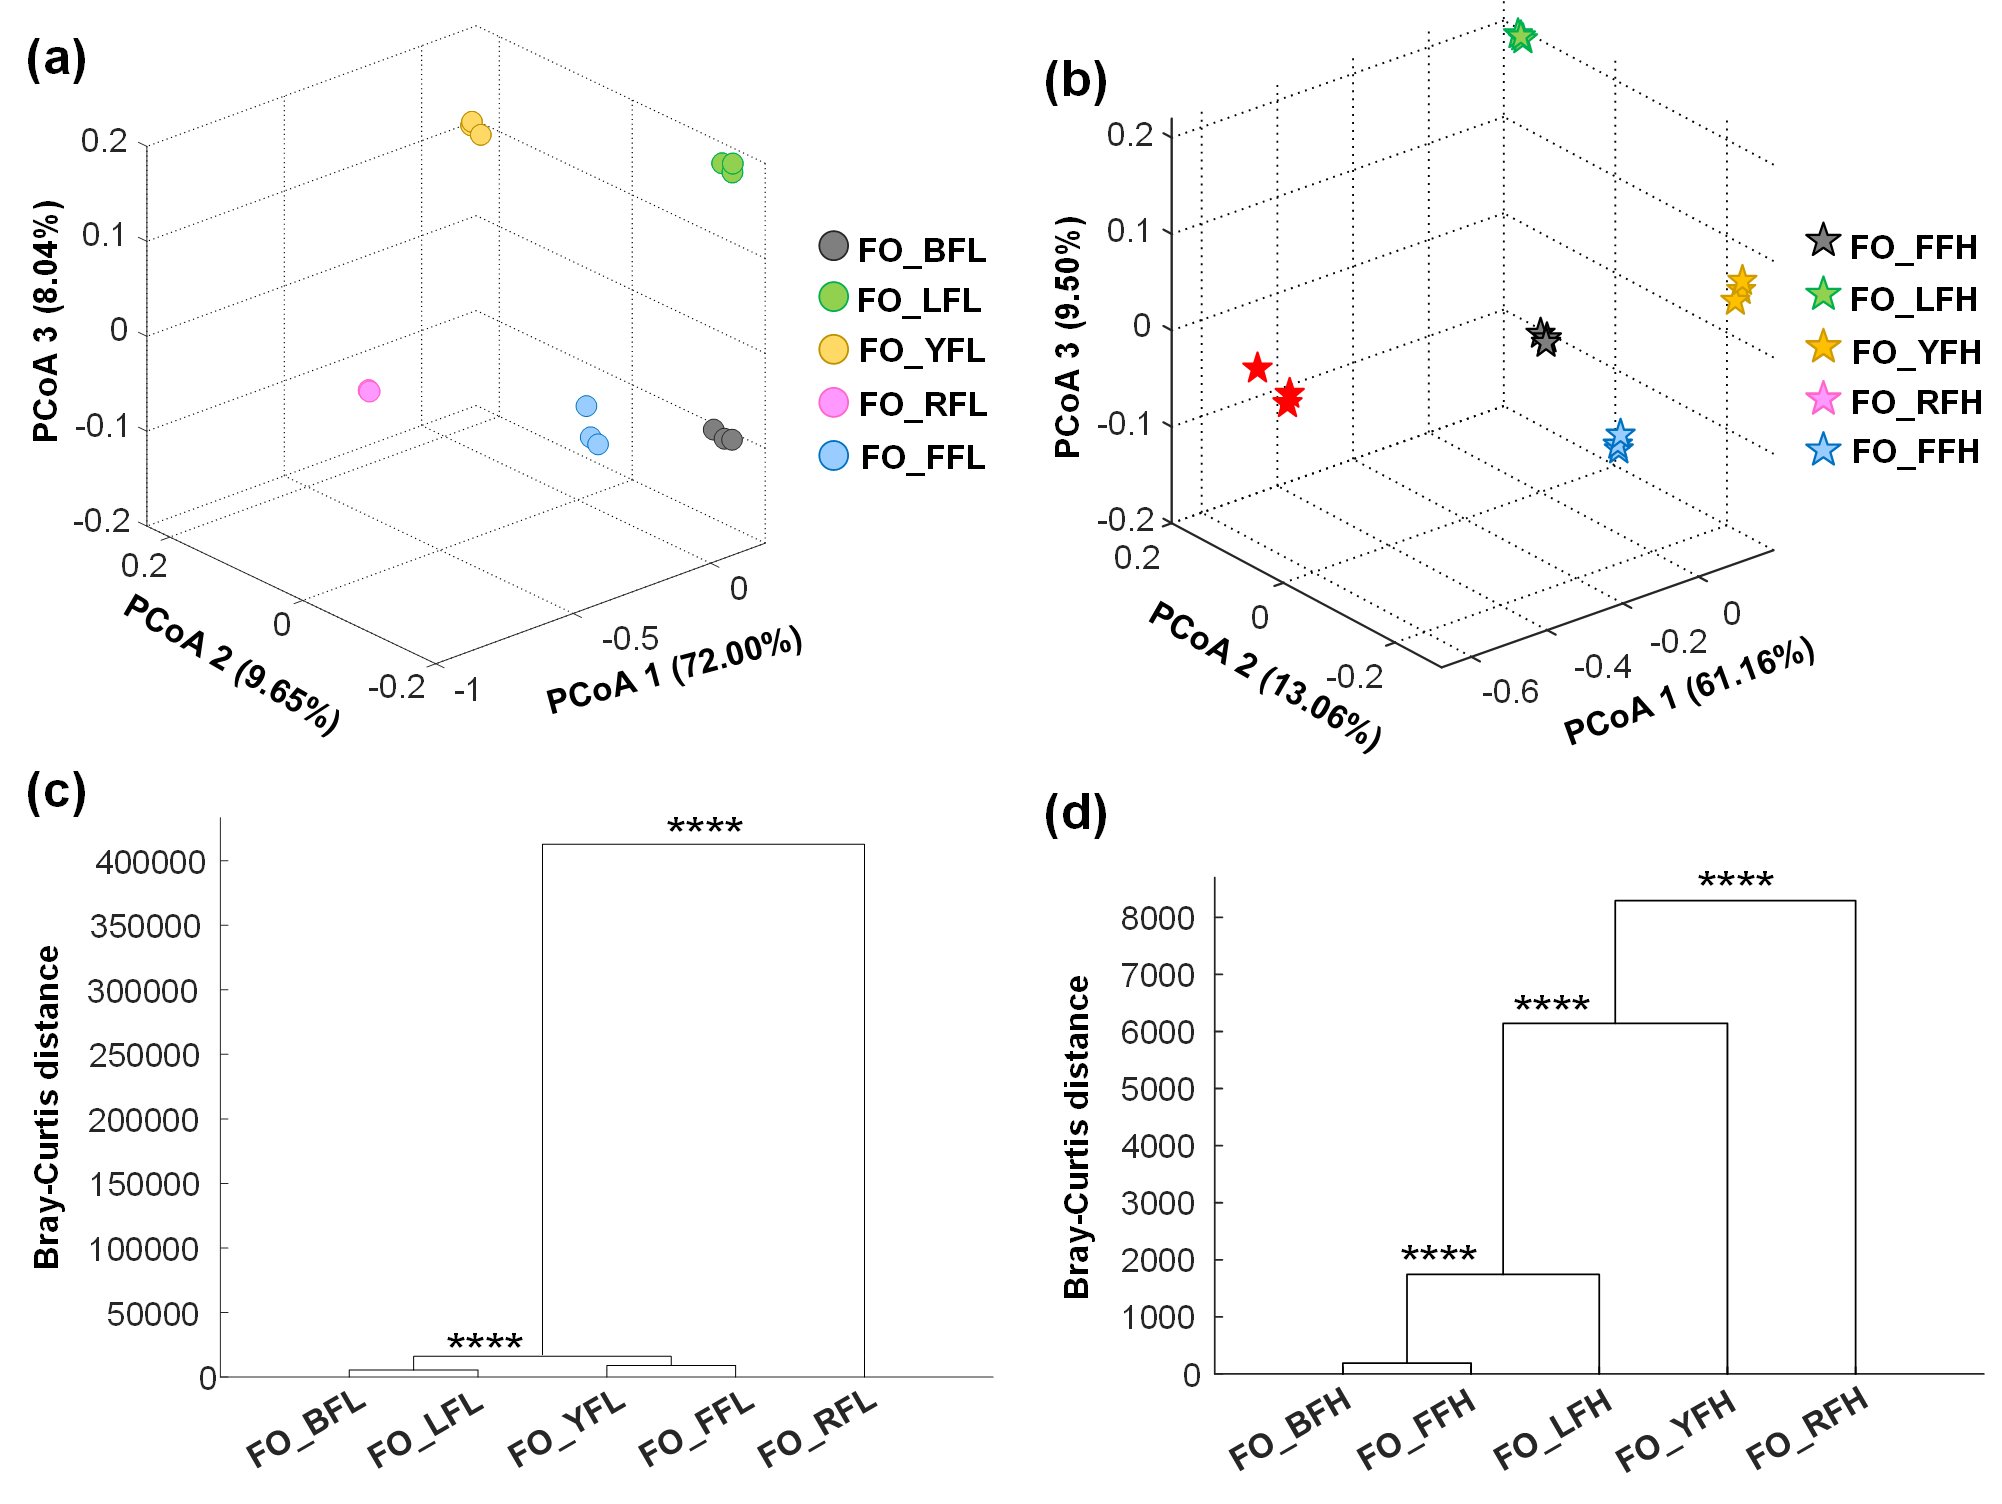 (a)
0.2
0.1
0
-0.1
-0.2
PCoA 3 (8.04%)
0.2
0
-0.2
PCoA 2 (9.65%)
-1
-0.5
0
PCoA 1 (72.00%)
FO_BFL
FO_LFL
FO_YFL
FO_RFL
FO_FFL
(b)
0.2
0.1
0
-0.1
-0.2
PCoA 3 (9.50%)
0.2
0
-0.2
PCoA 2 (13.06%)
-0.6
-0.4
-0.2
0
PCoA 1 (61.16%)
FO_FFH
FO_LFH
FO_YFH
FO_RFH
FO_FFH
(c)
400000
350000
300000
250000
200000
150000
100000
50000
0
Bray-Curtis distance
****
****
FO_BFL
FO_LFL
FO_YFL
FO_FFL
FO_RFL
(d)
8000
7000
6000
5000
4000
3000
2000
1000
0
Bray-Curtis distance
****
****
****
FO_BFH
FO_FFH
FO_LFH
FO_YFH
FO_RFH